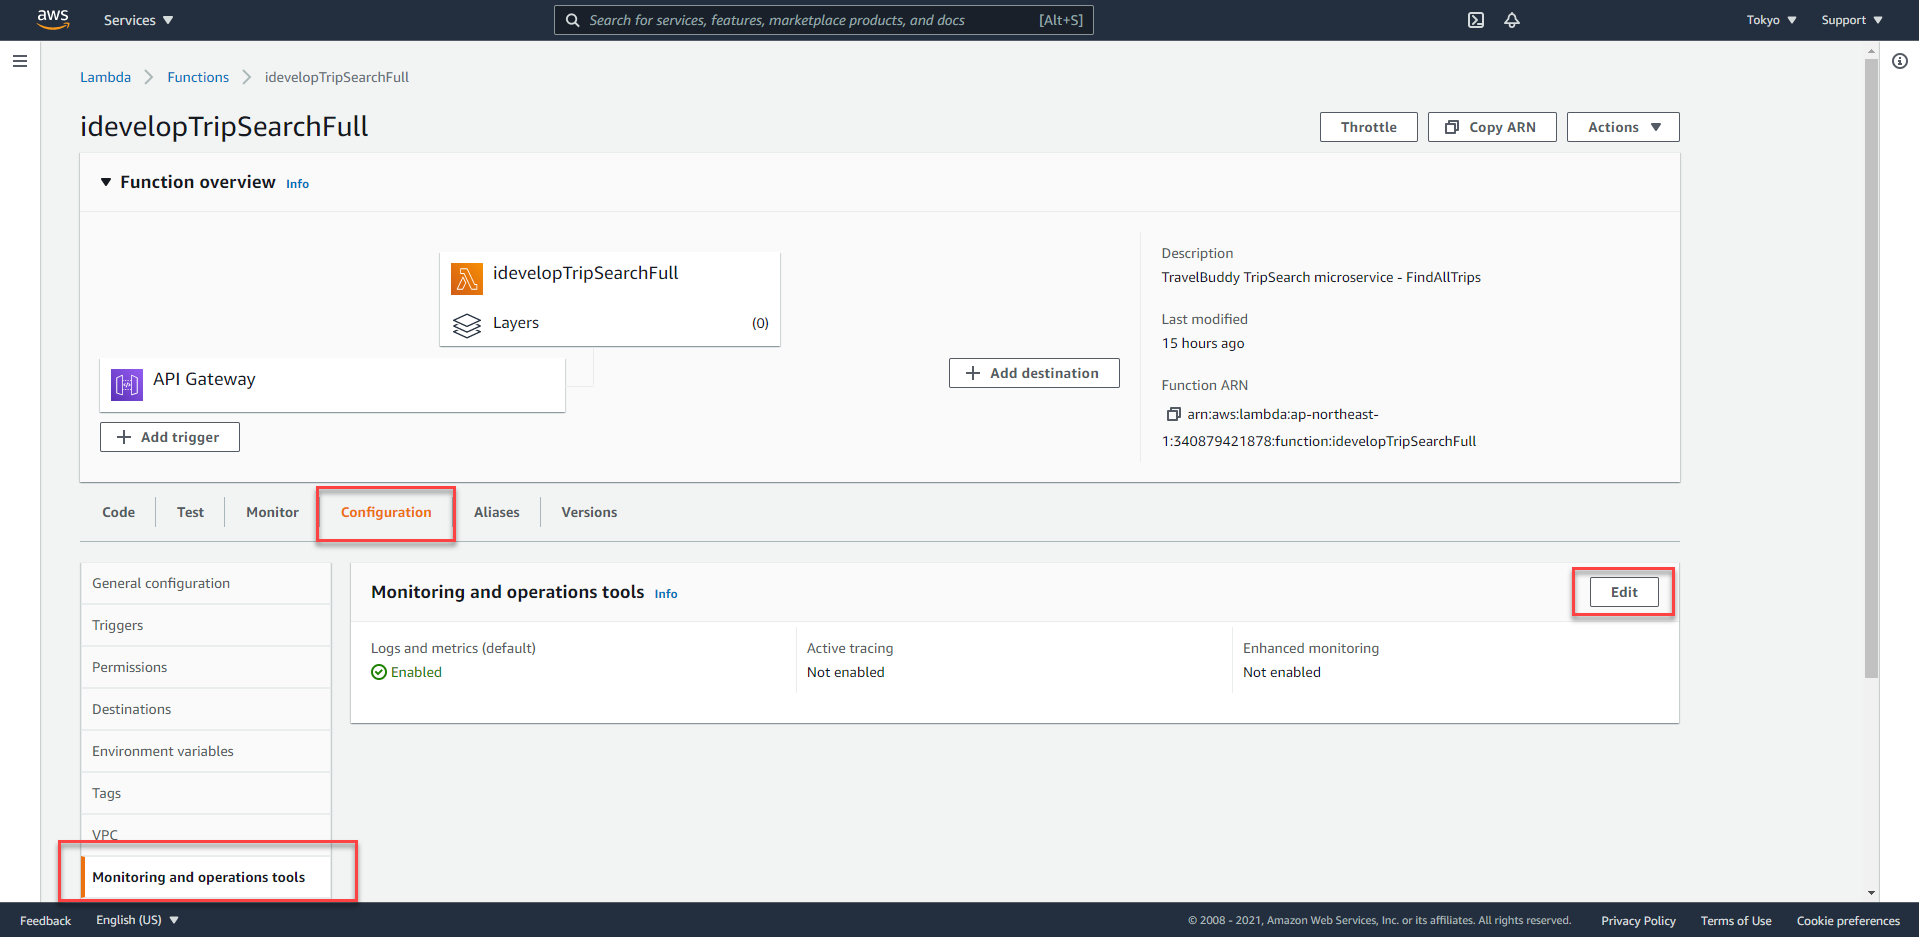 aws
Services
Search for services, features, marketplace products, and docs [Alt+S]
Tokyo
Support
Lambda
Functions
idevelopTripSearchFull
idevelopTripSearchFull
Throttle
Copy ARN
Actions
Function overview Info
idevelopTripSearchFull
Layers (0)
API Gateway
Add trigger
Add destination
Description
TravelBuddy TripSearch microservice - FindAllTrips
Last modified
15 hours ago
Function ARN
arn:aws:lambda:ap-northeast-
1:340879421878:function:idevelopTripSearchFull
Code
Test
Monitor
Configuration
Aliases
Versions
General configuration
Triggers
Permissions
Destinations
Environment variables
Tags
VPC
Monitoring and operations tools
Monitoring and operations tools Info
Edit
Logs and metrics (default)
Enabled
Active tracing
Not enabled
Enhanced monitoring
Not enabled
Feedback
English (US)
© 2008 - 2021, Amazon Web Services, Inc. or its affiliates. All rights reserved.
Privacy Policy
Terms of Use
Cookie preferences